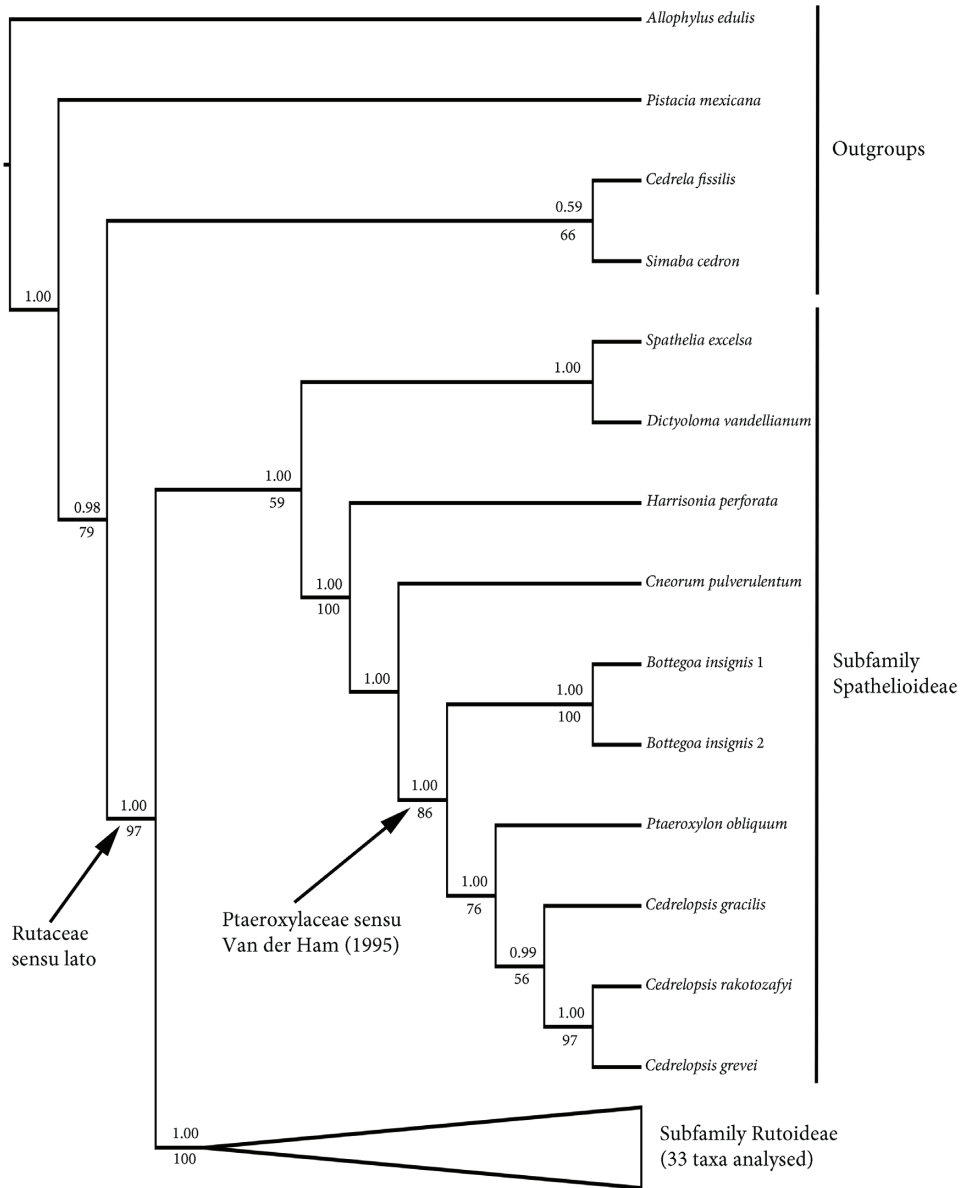 Allophylus edulis
Pistacia mexicana
Outgroups
Cedrela fissilis
0.59
66
Simaba cedron
1.00
Spathelia excelsa
1.00
Dictyoloma vandellianum
1.00
59
Harrisonia perforata
0.98
79
Cneorum pulverulentum
1.00
100
Bottegoa insignis 1
Subfamily
Spathelioideae
1.00
1.00
100
Bottegoa insignis 2
1.00
86
1.00
97
Ptaeroxylon obliquum
1.00
76
Cedrelopsis gracilis
Ptaeroxylaceae sensu
Van der Ham (1995)
Rutaceae
sensu lato
0.99
56
Cedrelopsis rakotozafyi
1.00
97
Cedrelopsis grevei
1.00
100
Subfamily Rutoideae
(33 taxa analysed)